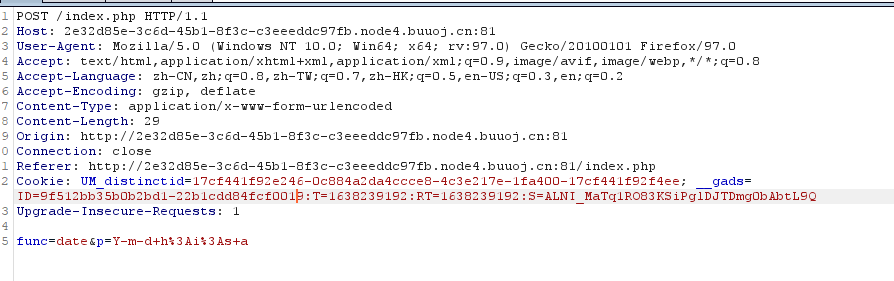 1 POST /index.php HTTP/1.1
2 Host: 2e32d85e-3c6d-45b1-8f3c-c3eeeddc97fb.node4.buuoj.cn:81
3 User-Agent: Mozilla/5.0 (Windows NT 10.0; Win64; x64; rv:97.0) Gecko/20100101 Firefox/97.0
4 Accept: text/html,application/xhtml+xml,application/xml;q=0.9,image/avif,image/webp,*/*;q=0.8
5 Accept-Language: zh-CN,zh;q=0.8,zh-TW;q=0.7,zh-HK;q=0.5,en-US;q=0.3,en;q=0.2
6 Accept-Encoding: gzip, deflate
7 Content-Type: application/x-www-form-urlencoded
8 Content-Length: 29
9 Origin: http://2e32d85e-3c6d-45b1-8f3c-c3eeeddc97fb.node4.buuoj.cn:81
0 Connection: close
1 Referer: http://2e32d85e-3c6d-45b1-8f3c-c3eeeddc97fb.node4.buuoj.cn:81/index.php
2 Cookie: UM_distinctid=17cf441f92e246-0c884a2da4ccce8-4c3e217e-1fa400-17cf441f92f4ee; __gads=
ID=9f512bb35b0b2bd1-22b1cdd84fcf0019:T=1638239192:RT=1638239192:S=ALNI_MaTq1RO83KSiPglDJTDmg0bAbtL9Q
3 Upgrade-Insecure-Requests: 1
4
5 func=date&p=Y-m-d+h%3Ai%3As+a